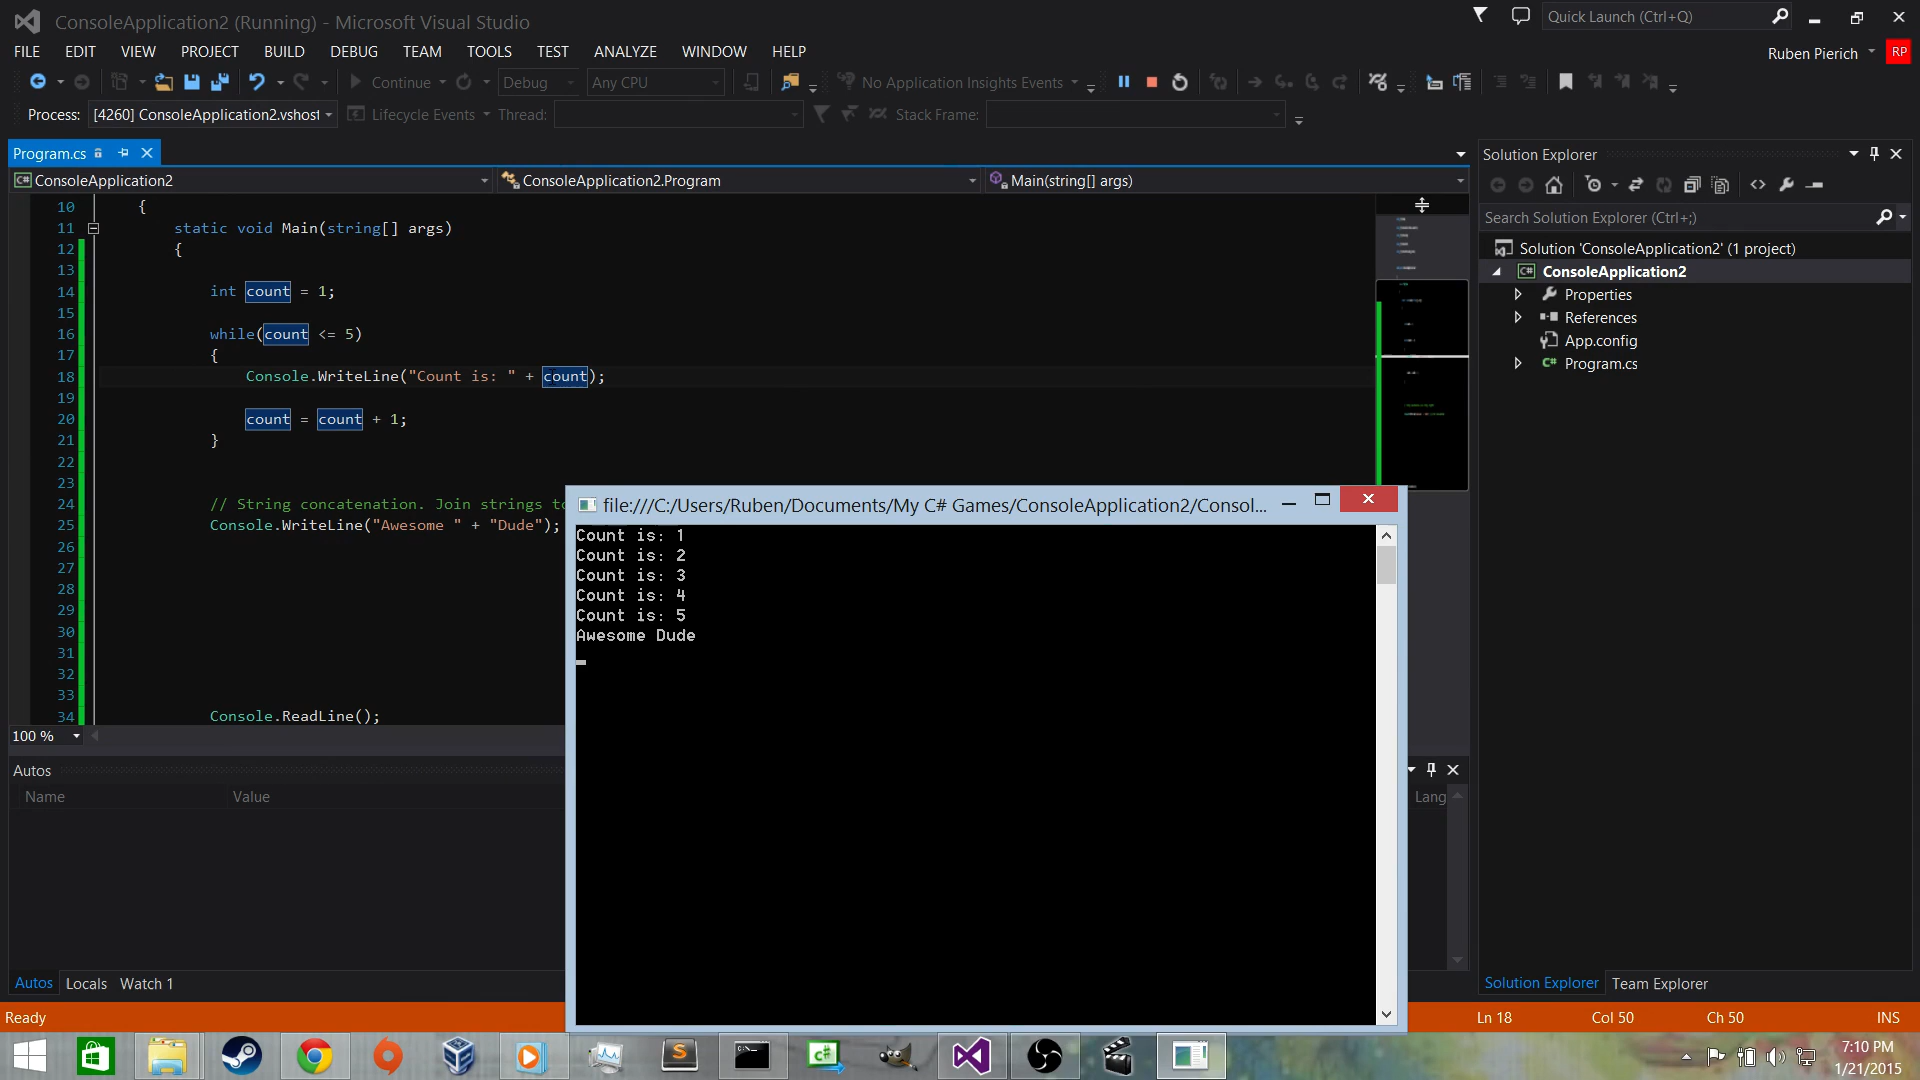 ConsoleApplication2 (Running) - Microsoft Visual Studio
Quick Launch (Ctrl+Q)
FILE EDIT VIEW PROJECT BUILD DEBUG TEAM TOOLS TEST ANALYZE WINDOW HELP
Ruben Pierich RP
Continue Debug Any CPU No Application Insights Events
Process: [4260] ConsoleApplication2.vshost Lifecycle Events Thread: Stack Frame:
Program.cs
ConsoleApplication2 ConsoleApplication2.Program Main(string[] args)
10 {
11 static void Main(string[] args)
12 {
13
14 int count = 1;
15
16 while(count <= 5)
17 {
18 Console.WriteLine("Count is: " + count);
19
20 count = count + 1;
21 }
22
23
24 // String concatenation. Join strings to
25 Console.WriteLine("Awesome " + "Dude");
26
27
28
29
30
31
32
33
34 Console.ReadLine();
100 %
file:///C:/Users/Ruben/Documents/My C# Games/ConsoleApplication2/Consol...
Count is: 1
Count is: 2
Count is: 3
Count is: 4
Count is: 5
Awesome Dude
Autos
Name Value
Lang
Autos Locals Watch 1
Solution Explorer
Search Solution Explorer (Ctrl+;)
Solution 'ConsoleApplication2' (1 project)
C# ConsoleApplication2
Properties
References
App.config
C# Program.cs
Solution Explorer Team Explorer
Ready Ln 18 Col 50 Ch 50 INS
7:10 PM
1/21/2015